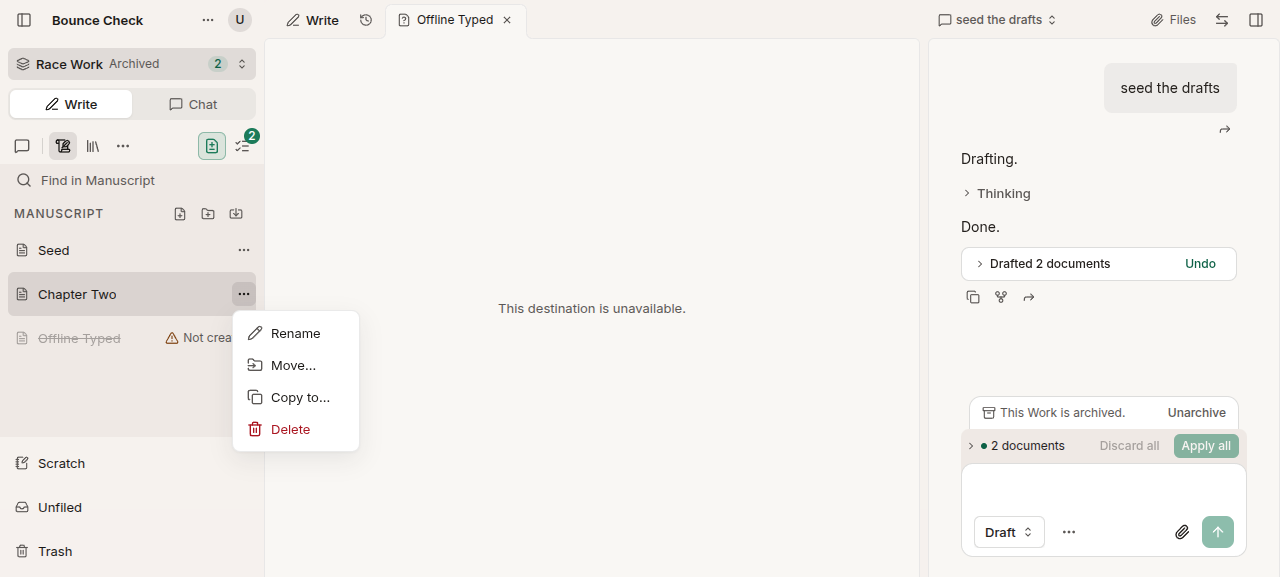 Bounce Check
U
Write
Offline Typed
seed the drafts
Files
Race Work Archived 2
Write
Chat
2
Find in Manuscript
MANUSCRIPT
Seed
Chapter Two
Offline Typed
Not crea
Rename
Move...
Copy to...
Delete
Scratch
Unfiled
Trash
This destination is unavailable.
seed the drafts
Drafting.
Thinking
Done.
Drafted 2 documents
Undo
This Work is archived.
Unarchive
2 documents
Discard all
Apply all
Draft